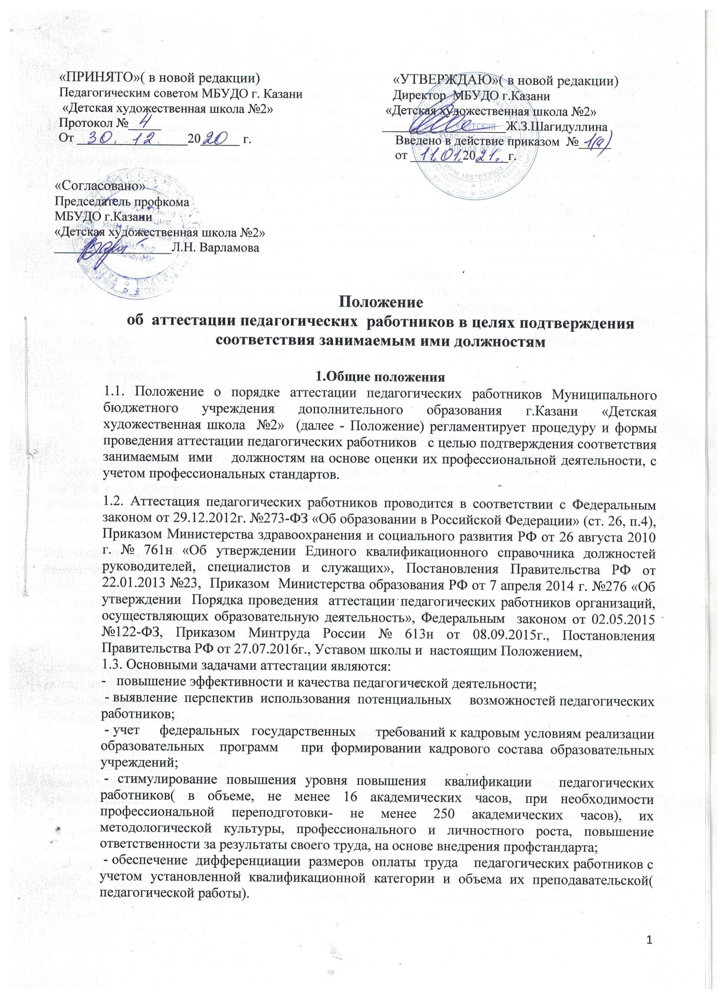 «ПРИНЯТО»( в новой редакции)
Педагогическим советом МБУДО г. Казани
«Детская художественная школа №2»
Протокол № 4
От 30. 12. 2020 г.
«УТВЕРЖДАЮ»( в новой редакции)
Директор МБУДО г.Казани
«Детская художественная школа №2»
Ж.З.Шагидуллина
Введено в действие приказом № 1(а)
от 11.01.2021. г.
«Детская
художественная
школа № 2»
ИНН 1657033004
«Согласовано»
Председатель профкома
МБУДО г.Казани
«Детская художественная школа №2»
Л.Н. Варламова
Положение
об аттестации педагогических работников в целях подтверждения
соответствия занимаемым ими должностям
1.Общие положения
1.1. Положение о порядке аттестации педагогических работников Муниципального
бюджетного учреждения дополнительного образования г.Казани «Детская
художественная школа №2» (далее - Положение) регламентирует процедуру и формы
проведения аттестации педагогических работников с целью подтверждения соответствия
занимаемым ими должностям на основе оценки их профессиональной деятельности, с
учетом профессиональных стандартов.
1.2. Аттестация педагогических работников проводится в соответствии с Федеральным
законом от 29.12.2012г. №273-ФЗ «Об образовании в Российской Федерации» (ст. 26, п.4),
Приказом Министерства здравоохранения и социального развития РФ от 26 августа 2010
г. № 761н «Об утверждении Единого квалификационного справочника должностей
руководителей, специалистов и служащих», Постановления Правительства РФ от
22.01.2013 №23, Приказом Министерства образования РФ от 7 апреля 2014 г. №276 «Об
утверждении Порядка проведения аттестации педагогических работников организаций,
осуществляющих образовательную деятельность», Федеральным законом от 02.05.2015
№122-ФЗ, Приказом Минтруда России № 613н от 08.09.2015г., Постановления
Правительства РФ от 27.07.2016г., Уставом школы и настоящим Положением,
1.3. Основными задачами аттестации являются:
- повышение эффективности и качества педагогической деятельности;
- выявление перспектив использования потенциальных возможностей педагогических
работников;
- учет федеральных государственных требований к кадровым условиям реализации
образовательных программ при формировании кадрового состава образовательных
учреждений;
- стимулирование повышения уровня повышения квалификации педагогических
работников( в объеме, не менее 16 академических часов, при необходимости
профессиональной переподготовки- не менее 250 академических часов), их
методологической культуры, профессионального и личностного роста, повышение
ответственности за результаты своего труда, на основе внедрения профстандарта;
- обеспечение дифференциации размеров оплаты труда педагогических работников с
учетом установленной квалификационной категории и объема их преподавательской(
педагогической работы).
1